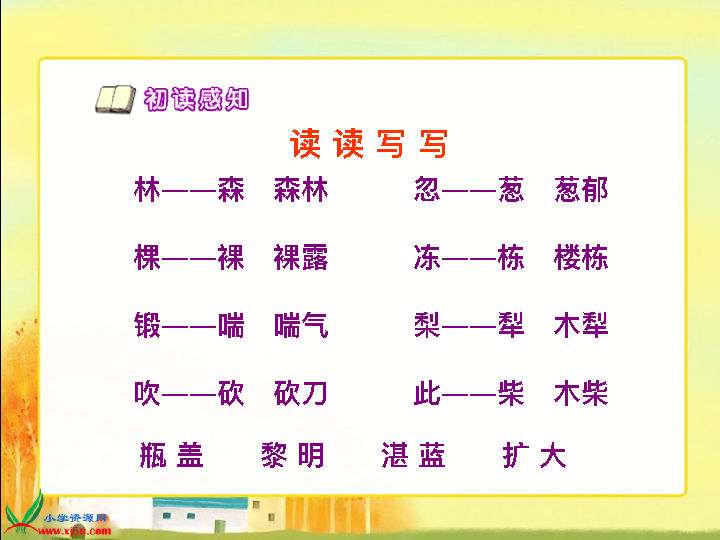 初读感知
读读写写
林——森 森林 忽——葱 葱郁
棵——裸 裸露 冻——栋 楼栋
锻——喘 喘气 梨——犁 木犁
吹——砍 砍刀 此——柴 木柴
瓶盖 黎明 湛蓝 扩大
小学资源网
www.xj5u.com